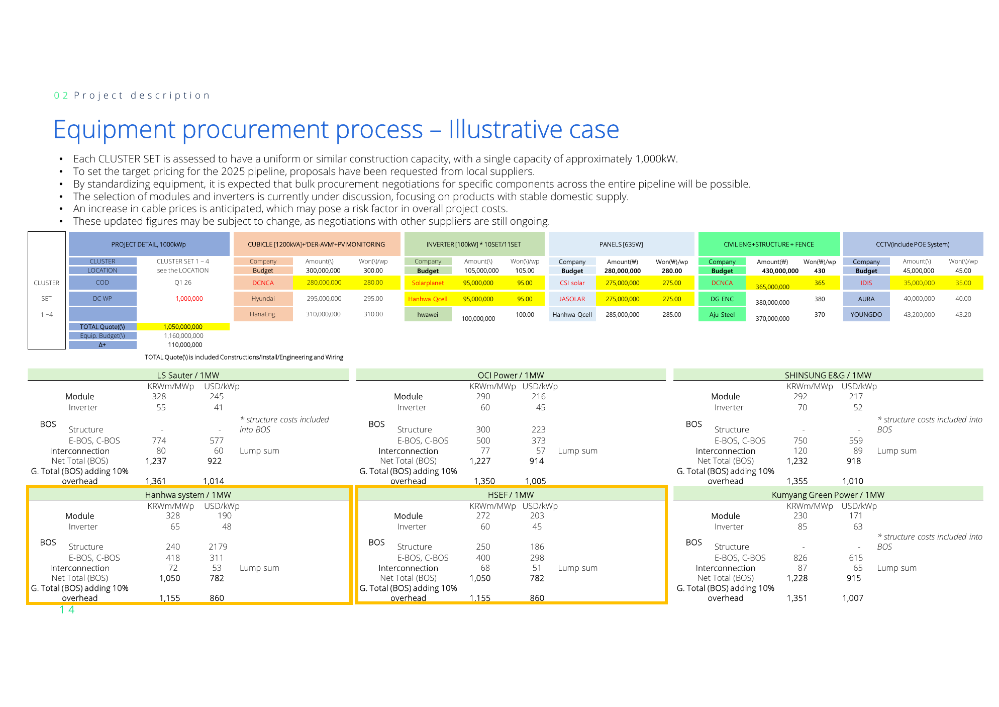 02 Project description
Equipment procurement process – Illustrative case
• Each CLUSTER SET is assessed to have a uniform or similar construction capacity, with a single capacity of approximately 1,000kW.
• To set the target pricing for the 2025 pipeline, proposals have been requested from local suppliers.
• By standardizing equipment, it is expected that bulk procurement negotiations for specific components across the entire pipeline will be possible.
• The selection of modules and inverters is currently under discussion, focusing on products with stable domestic supply.
• An increase in cable prices is anticipated, which may pose a risk factor in overall project costs.
• These updated figures may be subject to change, as negotiations with other suppliers are still ongoing.
PROJECT DETAIL, 1000kWp CUBICLE [1200kVA]+'DER-AVM'+PV MONITORING INVERTER [100kW] * 10SET/11SET PANELS [635W] CIVIL ENG+STRUCTURE + FENCE CCTV(include POE System)
CLUSTER CLUSTER SET 1 ~ 4 Company Amount(\) Won(\)/wp Company Amount(\) Won(\)/wp Company Amount(₩) Won(₩)/wp Company Amount(₩) Won(₩)/wp Company Amount(\) Won(\)/wp
LOCATION see the LOCATION Budget 300,000,000 300.00 Budget 105,000,000 105.00 Budget 280,000,000 280.00 Budget 430,000,000 430 Budget 45,000,000 45.00
CLUSTER COD Q1 26 DCNCA 280,000,000 280.00 Solarplanet 95,000,000 95.00 CSI solar 275,000,000 275.00 DCNCA 365,000,000 365 IDIS 35,000,000 35.00
SET DC WP 1,000,000 Hyundai 295,000,000 295.00 Hanhwa Qcell 95,000,000 95.00 JASOLAR 275,000,000 275.00 DG ENC 380,000,000 380 AURA 40,000,000 40.00
1 ~4 HanaEng. 310,000,000 310.00 hwawei 100,000,000 100.00 Hanhwa Qcell 285,000,000 285.00 Aju Steel 370,000,000 370 YOUNGDO 43,200,000 43.20
TOTAL Quote((\) 1,050,000,000
Equip. Budget(\) 1,160,000,000
Δ+ 110,000,000
TOTAL Quote(\) is included Constructions/Install/Engineering and Wiring
LS Sauter / 1MW
KRWm/MWp USD/kWp
Module 328 245
Inverter 55 41
BOS
* structure costs included
into BOS
Structure - -
E-BOS, C-BOS 774 577
Interconnection 80 60 Lump sum
Net Total (BOS) 1,237 922
G. Total (BOS) adding 10%
overhead 1,361 1,014
OCI Power / 1MW
KRWm/MWp USD/kWp
Module 290 216
Inverter 60 45
BOS
Structure 300 223
E-BOS, C-BOS 500 373
Interconnection 77 57 Lump sum
Net Total (BOS) 1,227 914
G. Total (BOS) adding 10%
overhead 1,350 1,005
SHINSUNG E&G / 1MW
KRWm/MWp USD/kWp
Module 292 217
Inverter 70 52
BOS
* structure costs included into
BOS
Structure - -
E-BOS, C-BOS 750 559
Interconnection 120 89 Lump sum
Net Total (BOS) 1,232 918
G. Total (BOS) adding 10%
overhead 1,355 1,010
Hanhwa system / 1MW
KRWm/MWp USD/kWp
Module 328 190
Inverter 65 48
BOS
Structure 240 2179
E-BOS, C-BOS 418 311
Interconnection 72 53 Lump sum
Net Total (BOS) 1,050 782
G. Total (BOS) adding 10%
overhead 1,155 860
HSEF / 1MW
KRWm/MWp USD/kWp
Module 272 203
Inverter 60 45
BOS
Structure 250 186
E-BOS, C-BOS 400 298
Interconnection 68 51 Lump sum
Net Total (BOS) 1,050 782
G. Total (BOS) adding 10%
overhead 1,155 860
Kumyang Green Power / 1MW
KRWm/MWp USD/kWp
Module 230 171
Inverter 85 63
BOS
* structure costs included into
BOS
Structure - -
E-BOS, C-BOS 826 615
Interconnection 87 65 Lump sum
Net Total (BOS) 1,228 915
G. Total (BOS) adding 10%
overhead 1,351 1,007
14